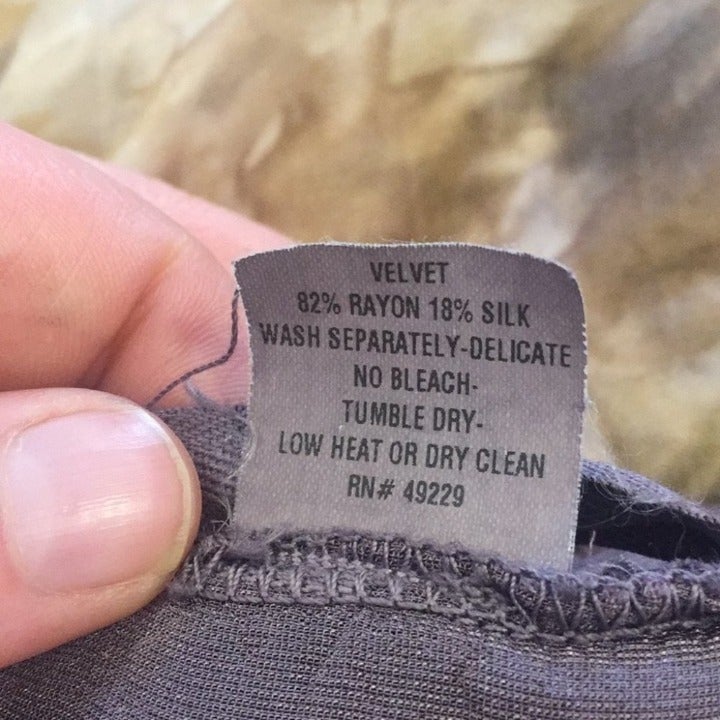 VELVET
82% RAYON 18% SILK
WASH SEPARATELY-DELICATE
NO BLEACH-
TUMBLE DRY-
LOW HEAT OR DRY CLEAN
RN# 49229